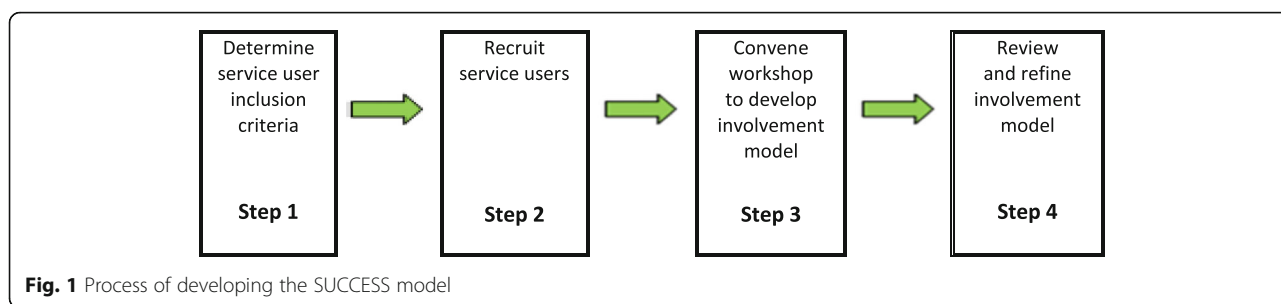 Determine
service user
inclusion
criteria
Step 1
Recruit
service users
Step 2
Convene
workshop
to develop
involvement
model
Step 3
Review
and refine
involvement
model
Step 4
Fig. 1 Process of developing the SUCCESS model